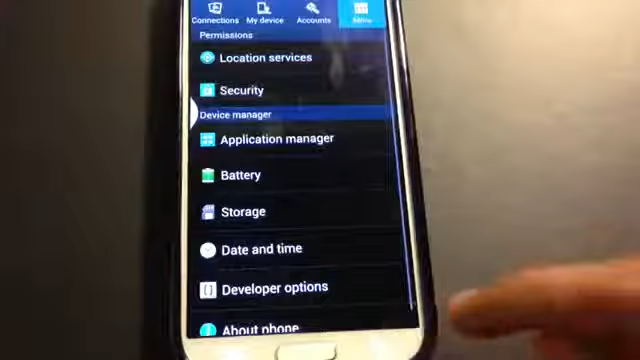 Connections My device Accounts More
Permissions
Location services
Security
Device manager
Application manager
Battery
Storage
Date and time
Developer options
About phone